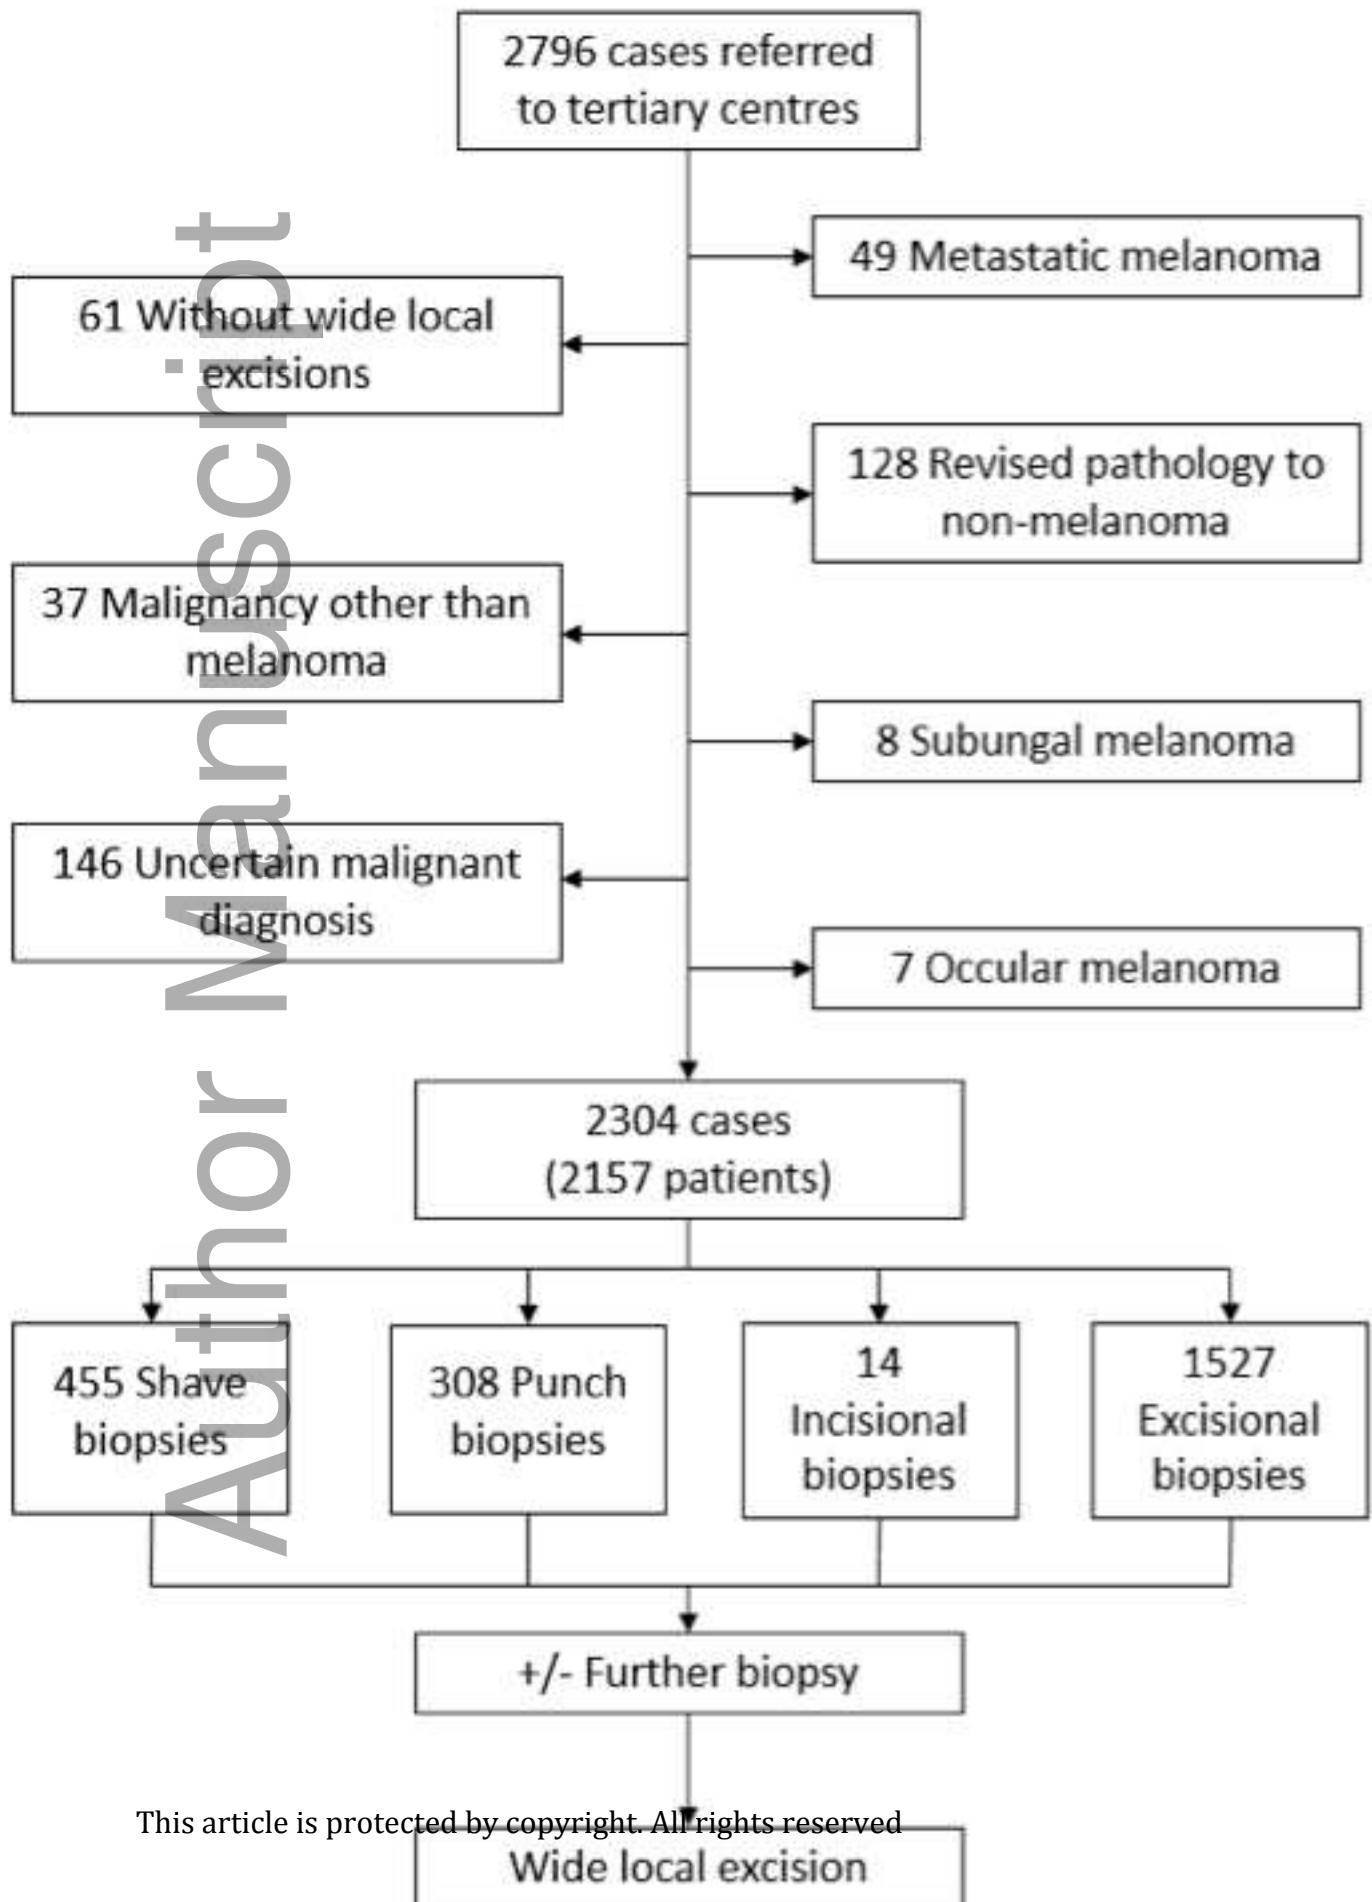 2796 cases referred
to tertiary centres
49 Metastatic melanoma
61 Without wide local
excisions
128 Revised pathology to
non-melanoma
37 Malignancy other than
melanoma
8 Subungal melanoma
146 Uncertain malignant
diagnosis
7 Occular melanoma
2304 cases
(2157 patients)
455 Shave
biopsies
308 Punch
biopsies
14
Incisional
biopsies
1527
Excisional
biopsies
+/- Further biopsy
Wide local excision
This article is protected by copyright. All rights reserved
Author Manuscript